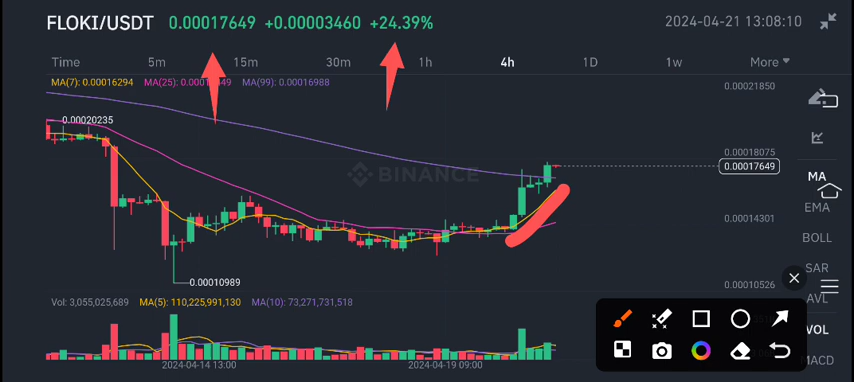 FLOKI/USDT 0.00017649 +0.00003460 +24.39% 2024-04-21 13:08:10
Time 5m 15m 30m 1h 4h 1D 1w More
MA(7): 0.00016294 MA(25): MA(99): 0.00016988
0.00021850
0.00020235
0.00018075
0.00017649
BINANCE
MA
EMA
0.00014301
BOLL
SAR
0.00010989
0.00010526
AVL
Vol: 3,055,025,689 MA(5): 110,225,991,130 MA(10): 73,271,731,518
VOL
MACD
2024-04-14 13:00 2024-04-19 09:00